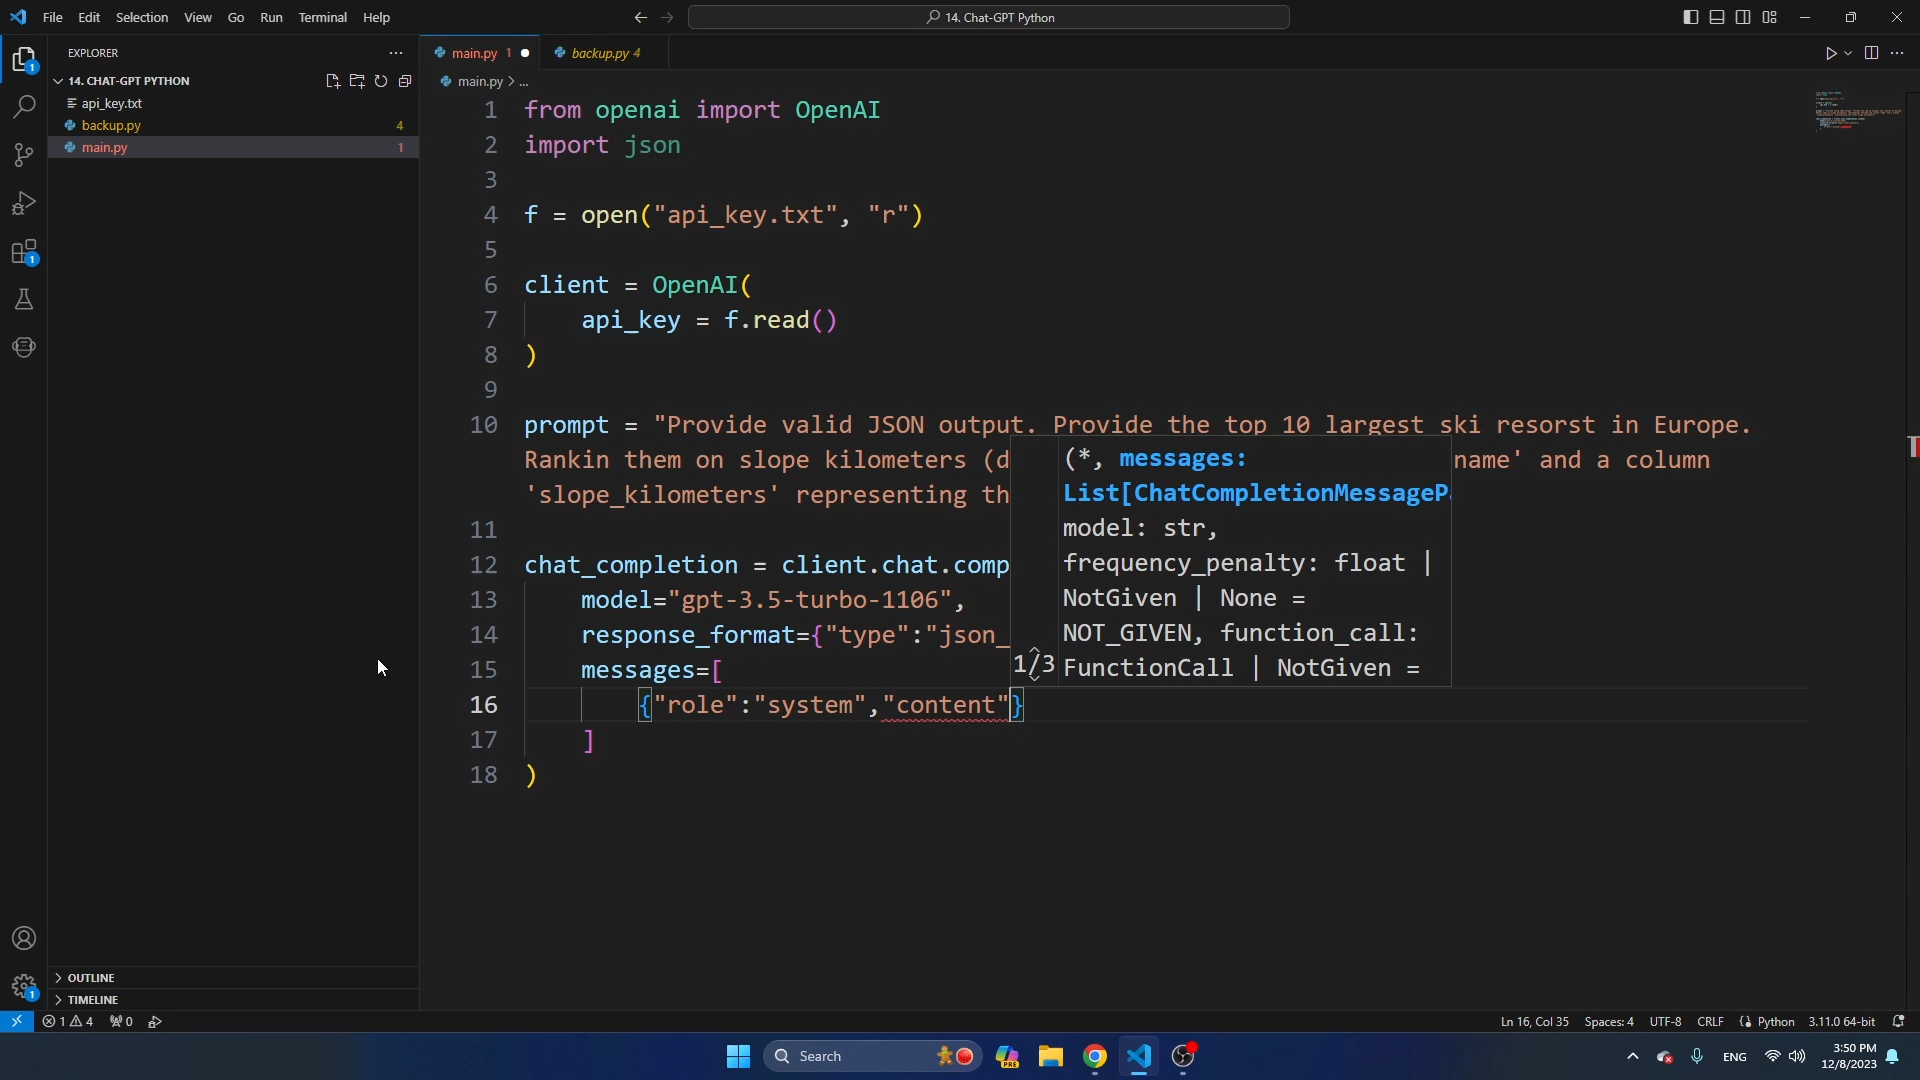 File Edit Selection View Go Run Terminal Help
14. Chat-GPT Python
EXPLORER
14. CHAT-GPT PYTHON
api_key.txt
backup.py 4
main.py 1
OUTLINE
TIMELINE
main.py 1
backup.py 4
main.py > ...
1 from openai import OpenAI
2 import json
3
4 f = open("api_key.txt", "r")
5
6 client = OpenAI(
7 api_key = f.read()
8 )
9
10 prompt = "Provide valid JSON output. Provide the top 10 largest ski resorst in Europe.
Rankin them on slope kilometers (d name' and a column
'slope_kilometers' representing th
11
12 chat_completion = client.chat.comp
13 model="gpt-3.5-turbo-1106",
14 response_format={"type":"json_
15 messages=[
16 {"role":"system","content"}
17 ]
18 )
(*, messages:
List[ChatCompletionMessageP
model: str,
frequency_penalty: float |
NotGiven | None =
NOT_GIVEN, function_call:
1/3 FunctionCall | NotGiven =
1 4 0
Ln 16, Col 35 Spaces: 4 UTF-8 CRLF Python 3.11.0 64-bit
Search
PRE
ENG
3:50 PM
12/8/2023